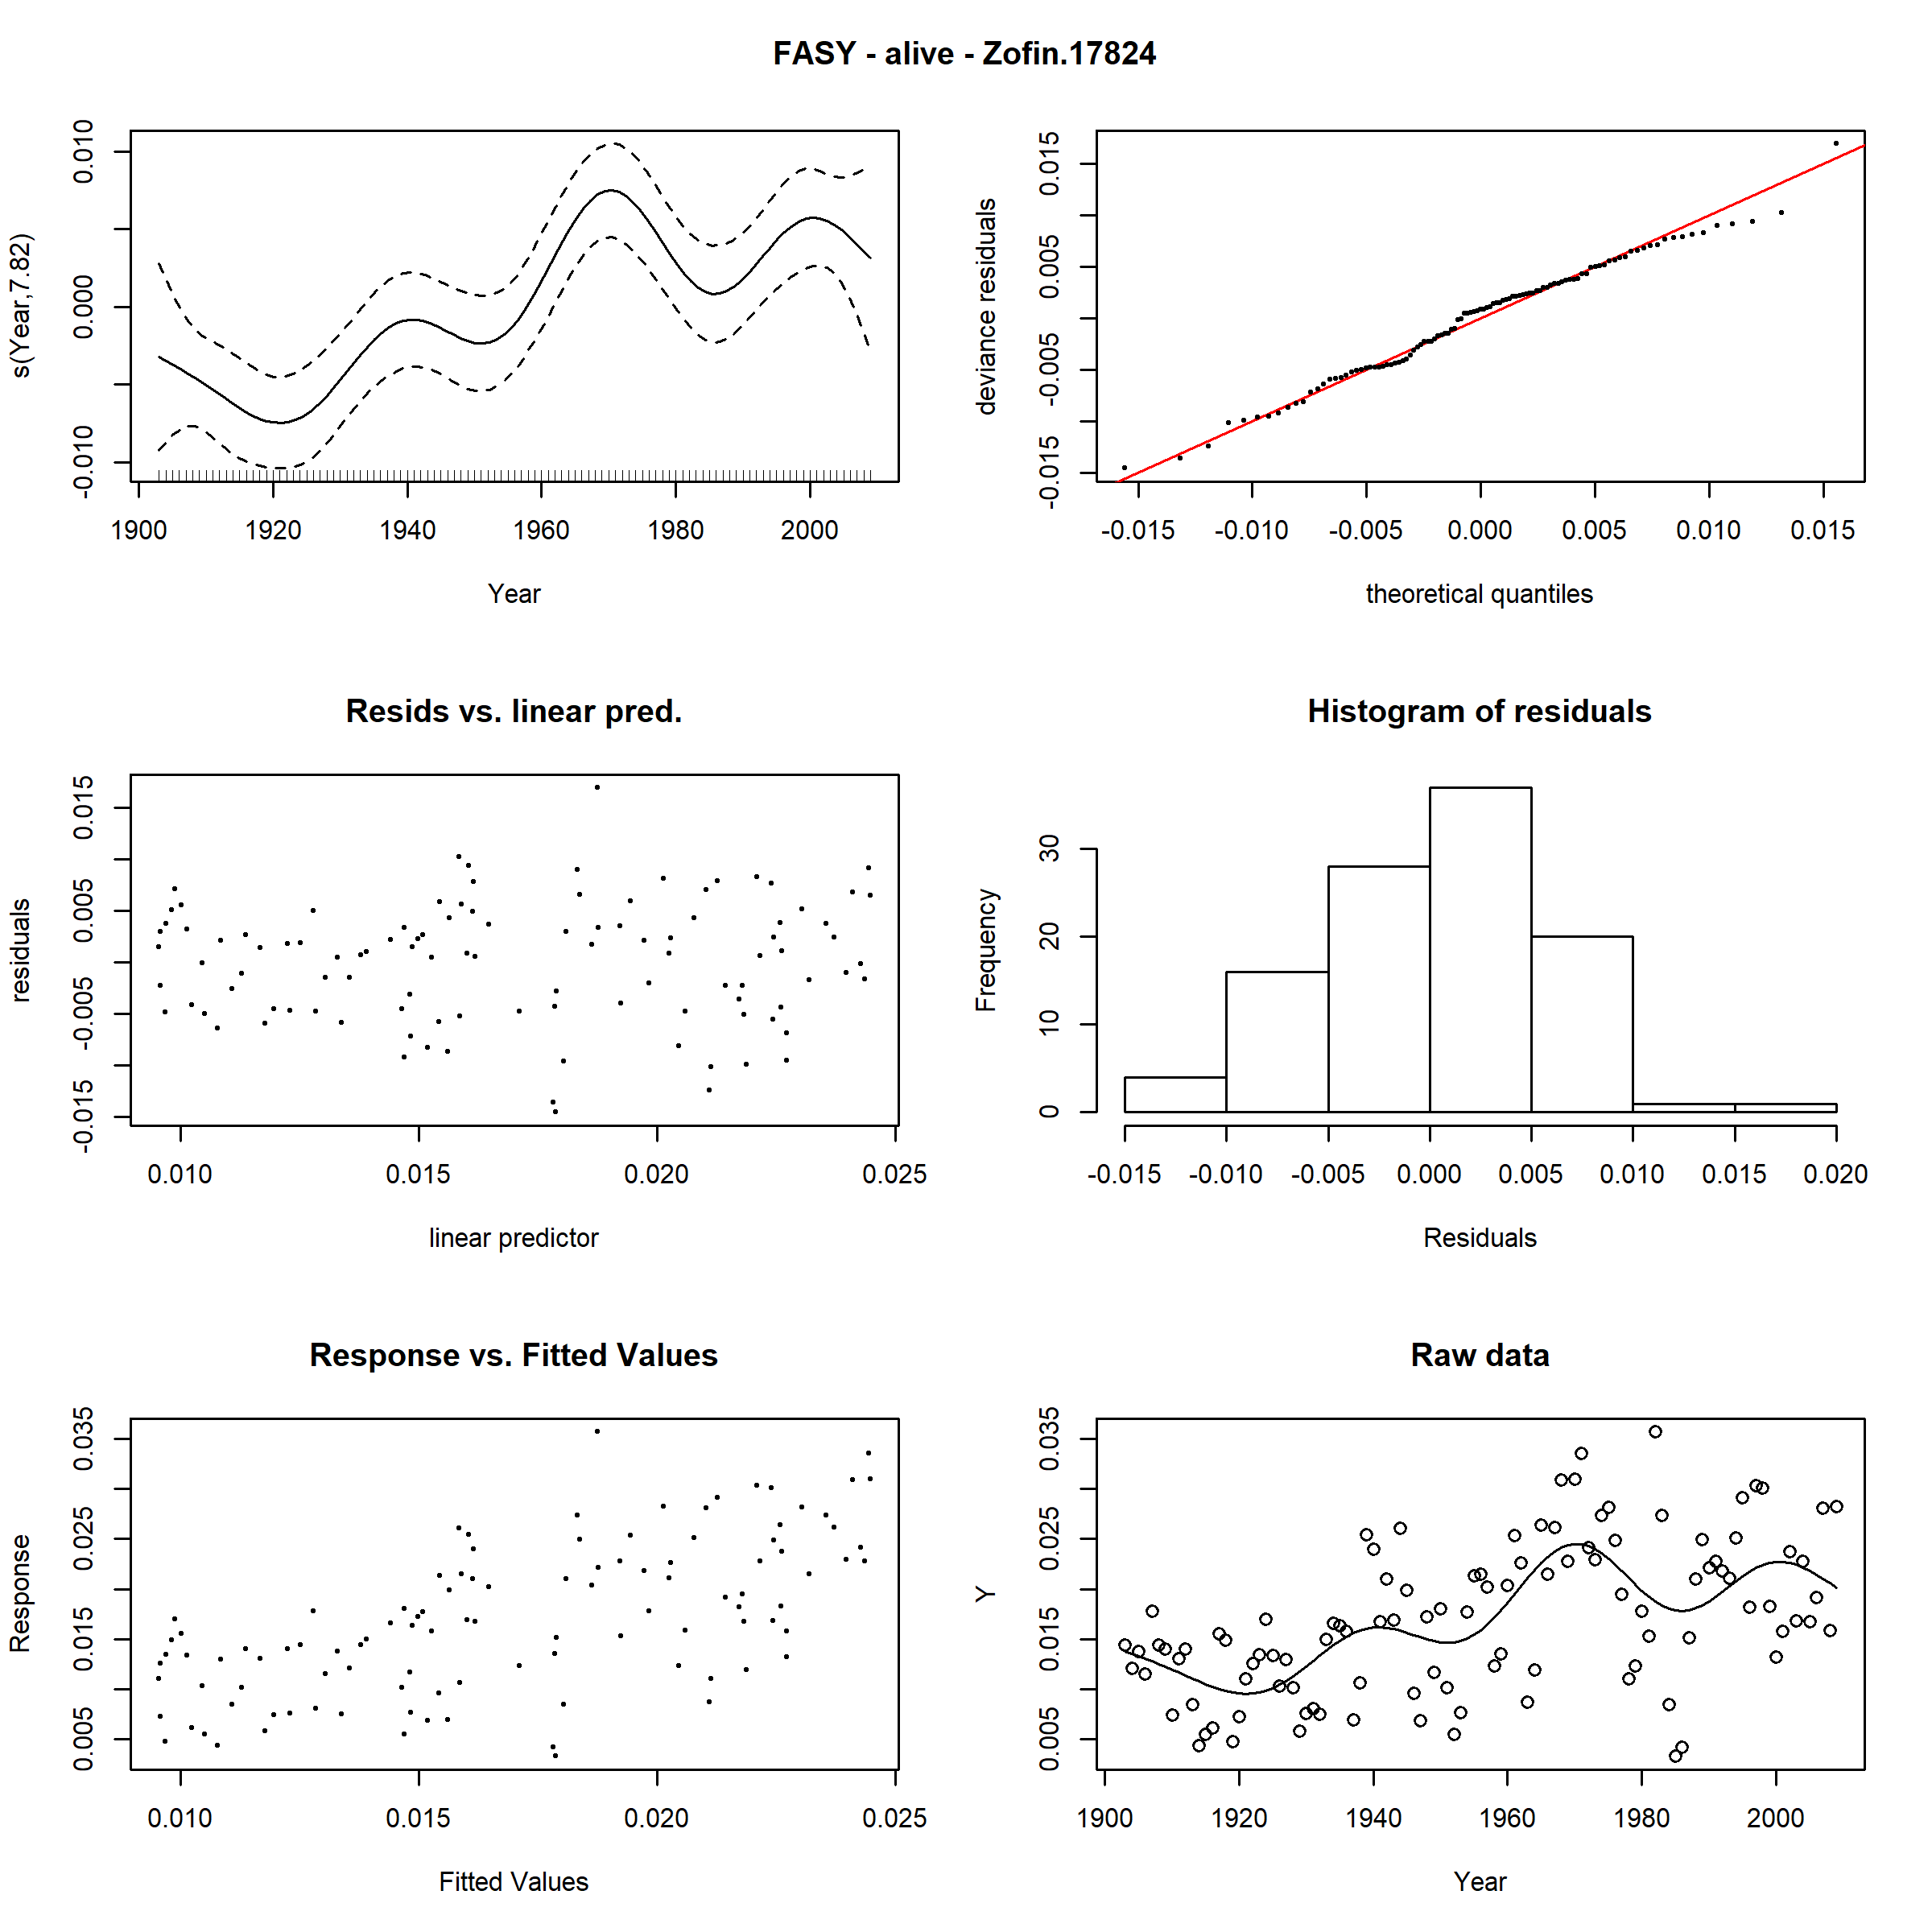 FASY - alive - Zofin.17824
s(Year,7.82)
-0.010 0.000 0.010
1900 1920 1940 1960 1980 2000
Year
deviance residuals
-0.015 -0.005 0.005 0.015
-0.015 -0.010 -0.005 0.000 0.005 0.010 0.015
theoretical quantiles
Resids vs. linear pred.
residuals
-0.015 -0.005 0.005 0.015
0.010 0.015 0.020 0.025
linear predictor
Histogram of residuals
Frequency
0 10 20 30
-0.015 -0.010 -0.005 0.000 0.005 0.010 0.015 0.020
Residuals
Response vs. Fitted Values
Response
0.005 0.015 0.025 0.035
0.010 0.015 0.020 0.025
Fitted Values
Raw data
Y
0.005 0.015 0.025 0.035
1900 1920 1940 1960 1980 2000
Year